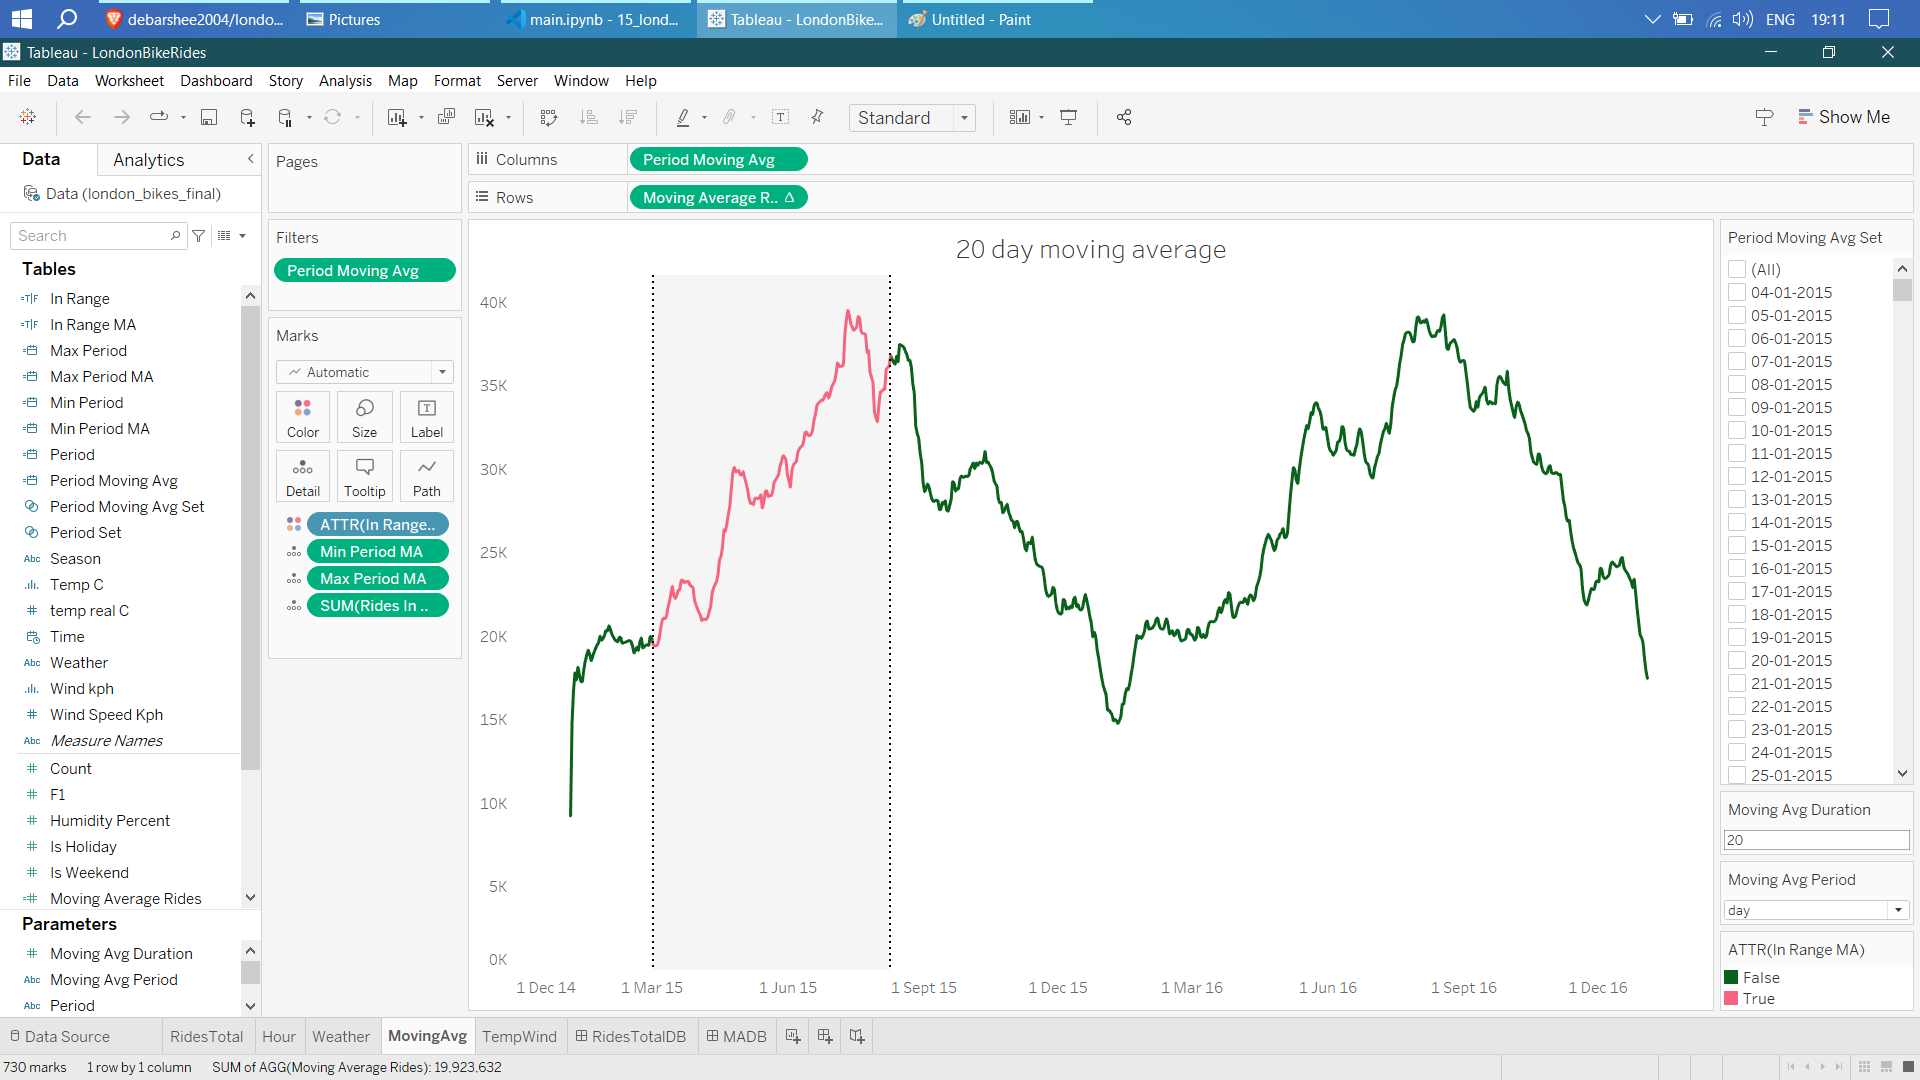 debarshee2004/londo...
Pictures
main.ipynb - 15_lond...
Tableau - LondonBike...
Untitled - Paint
ENG
19:11
Tableau - LondonBikeRides
File Data Worksheet Dashboard Story Analysis Map Format Server Window Help
Standard
Show Me
Data
Analytics
Data (london_bikes_final)
Search
Tables
=T|F In Range
=T|F In Range MA
Max Period
Max Period MA
Min Period
Min Period MA
Period
Period Moving Avg
Period Moving Avg Set
Period Set
Abc Season
Temp C
# temp real C
Time
Abc Weather
Wind kph
# Wind Speed Kph
Abc Measure Names
# Count
# F1
# Humidity Percent
# Is Holiday
# Is Weekend
=# Moving Average Rides
Parameters
# Moving Avg Duration
Abc Moving Avg Period
Abc Period
Pages
Filters
Period Moving Avg
Marks
Automatic
Color
Size
T
Label
Detail
Tooltip
Path
ATTR(In Range..
Min Period MA
Max Period MA
SUM(Rides In ..
Columns
Period Moving Avg
Rows
Moving Average R.. Δ
20 day moving average
40K
35K
30K
25K
20K
15K
10K
5K
0K
1 Dec 14
1 Mar 15
1 Jun 15
1 Sept 15
1 Dec 15
1 Mar 16
1 Jun 16
1 Sept 16
1 Dec 16
Period Moving Avg Set
(All)
04-01-2015
05-01-2015
06-01-2015
07-01-2015
08-01-2015
09-01-2015
10-01-2015
11-01-2015
12-01-2015
13-01-2015
14-01-2015
15-01-2015
16-01-2015
17-01-2015
18-01-2015
19-01-2015
20-01-2015
21-01-2015
22-01-2015
23-01-2015
24-01-2015
25-01-2015
Moving Avg Duration
20
Moving Avg Period
day
ATTR(In Range MA)
False
True
Data Source
RidesTotal
Hour
Weather
MovingAvg
TempWind
RidesTotalDB
MADB
730 marks
1 row by 1 column
SUM of AGG(Moving Average Rides): 19,923,632